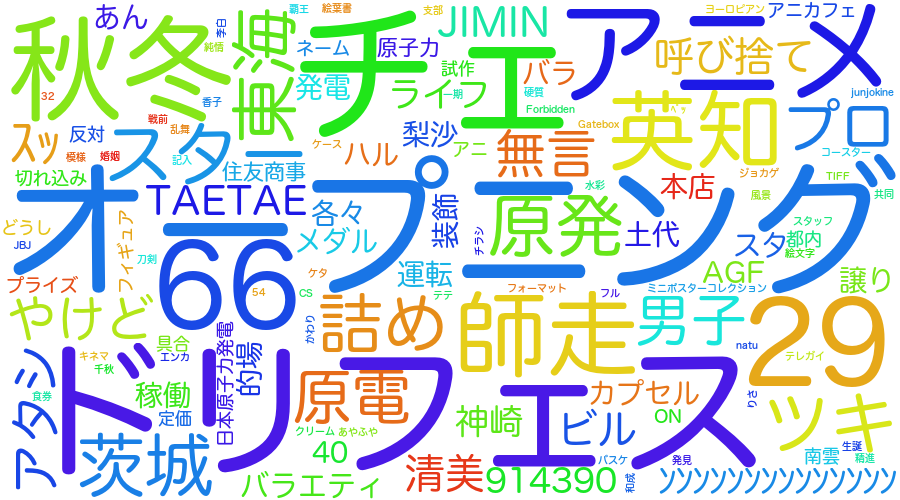 秋冬
あん
李白
覇王
絵葉書
支部
JIMIN
ヨーロピアン
アニカフェ
純情
東海
ネーム
原子力
チェ
アニメ
呼び捨て
32
香子
発電
試作
バラ
ライフ
一期
硬質
junjokine
戦前
乱舞
Forbidden
Gatebox
英知
プロ
スッ
反対
スター
ケース
ハル
梨沙
アニ
無言
コースター
模様
婚姻
記入
住友商事
ジョカゲ
TIFF
切れ込み
TAETAE
各々
装飾
水彩
本店
風景
共同
オープニング
どうし
JBJ
フィギュア
刀剣
メダル
チラシ
原発
土代
スタ
スタッフ
都内
絵文字
プライズ
66
54
ケタ
CS
運転
テテ
フォーマット
フル
ミニポスターコレクション
AGF
譲り
やけど
具合
エンカ
日本原子力発電
かわり
詰め
師走
男子
29
natu
テレガイ
アタシ
キネマ
千秋
的場
食券
稼働
定価
原電
カプセル
りさ
ドリフェス
茨城
クリーム
あやふや
40
神崎
ビル
ON
ツキ
バラエティ
清美
914390
バスケ
和成
発見
南雲
生誕
精進
ソソソソソソソソソソソソソ